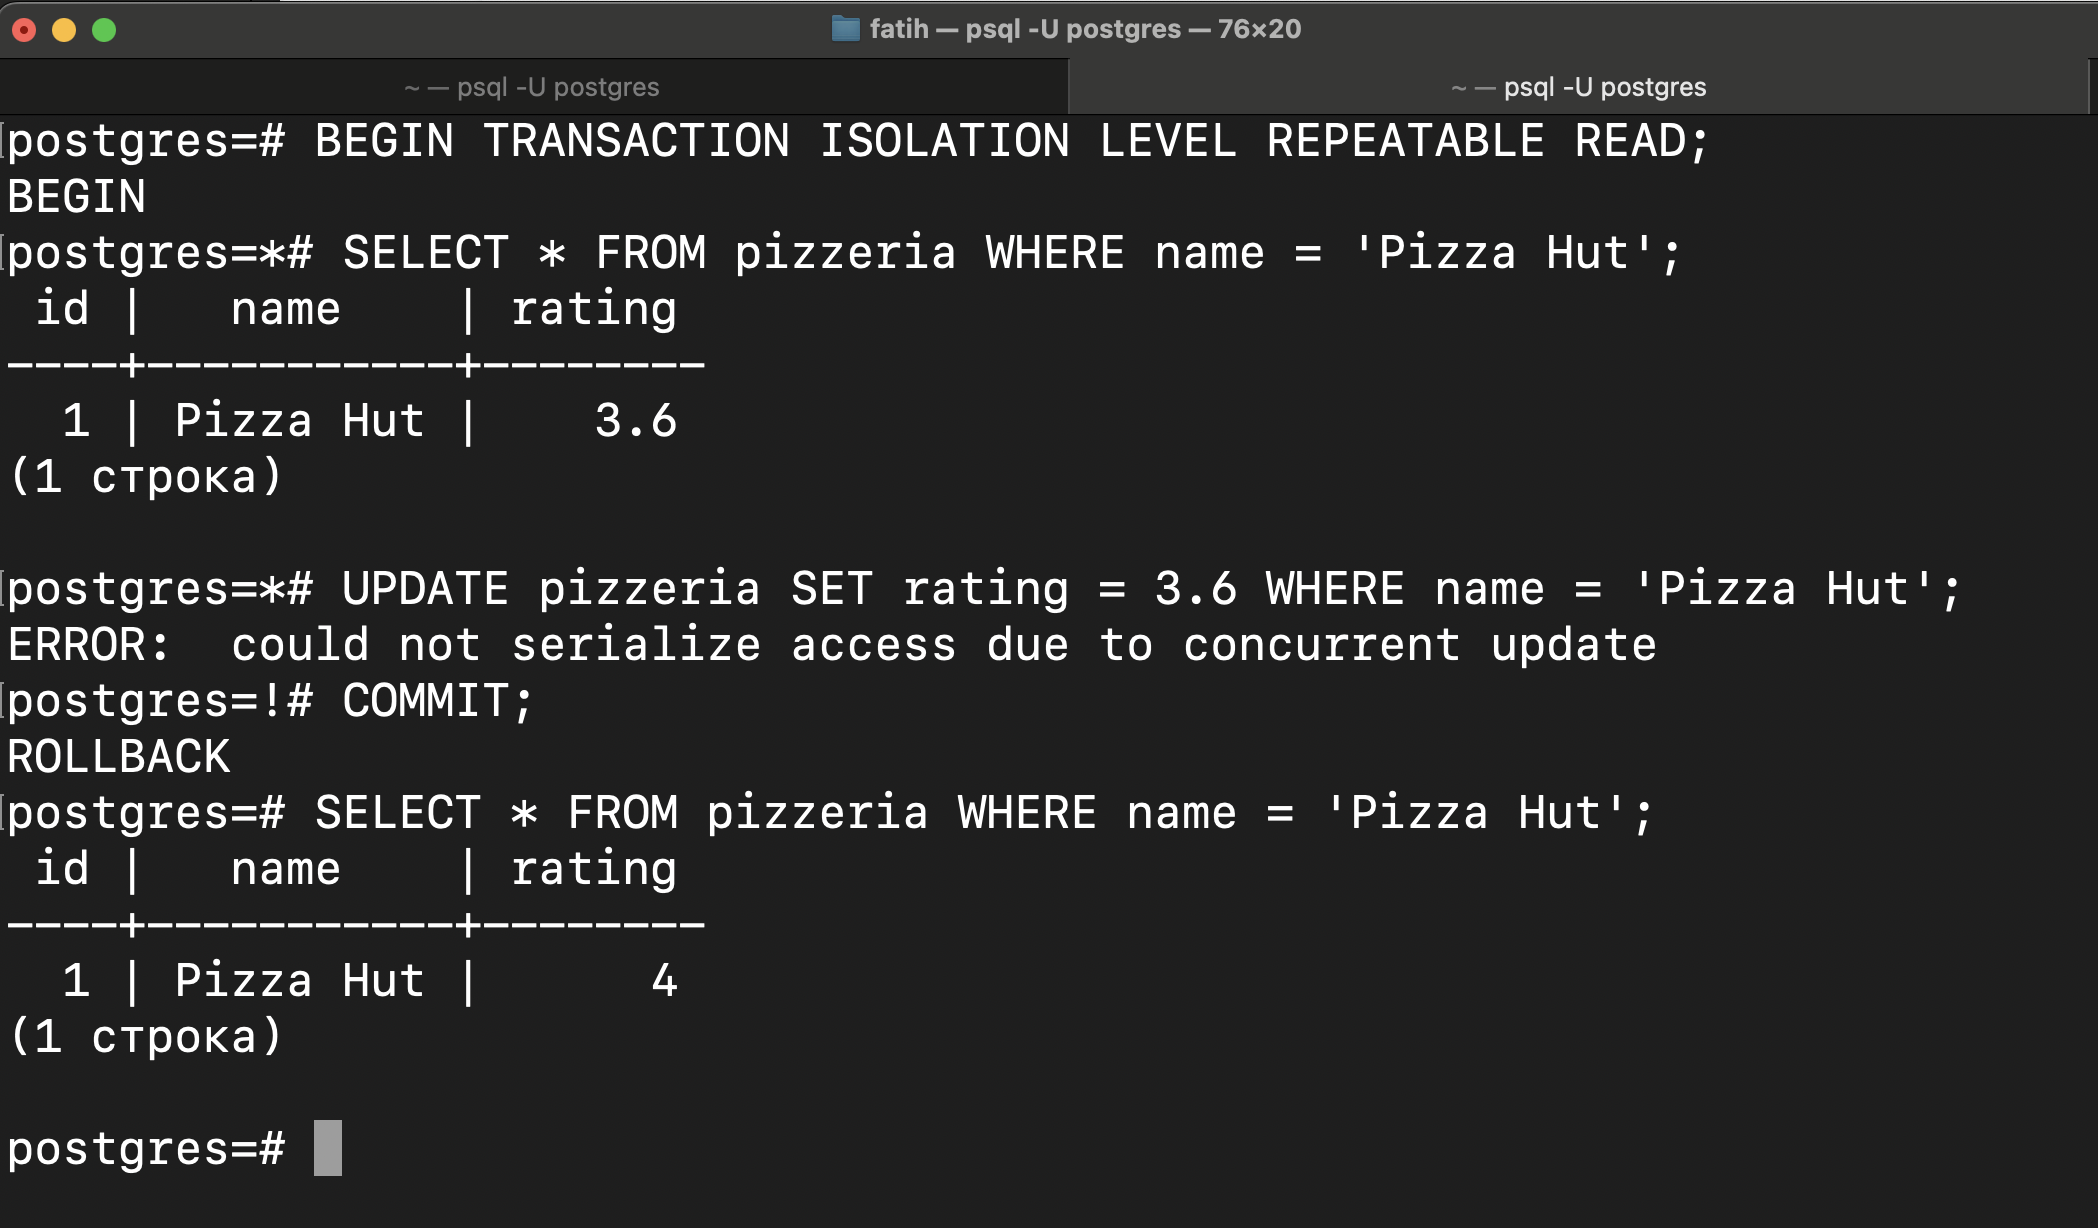 fatih — psql -U postgres — 76×20
~ — psql -U postgres ~ — psql -U postgres
postgres=# BEGIN TRANSACTION ISOLATION LEVEL REPEATABLE READ;
BEGIN
postgres=*# SELECT * FROM pizzeria WHERE name = 'Pizza Hut';
 id |   name    | rating
----+-----------+--------
  1 | Pizza Hut |    3.6
(1 строка)

postgres=*# UPDATE pizzeria SET rating = 3.6 WHERE name = 'Pizza Hut';
ERROR:  could not serialize access due to concurrent update
postgres=!# COMMIT;
ROLLBACK
postgres=# SELECT * FROM pizzeria WHERE name = 'Pizza Hut';
 id |   name    | rating
----+-----------+--------
  1 | Pizza Hut |      4
(1 строка)

postgres=#